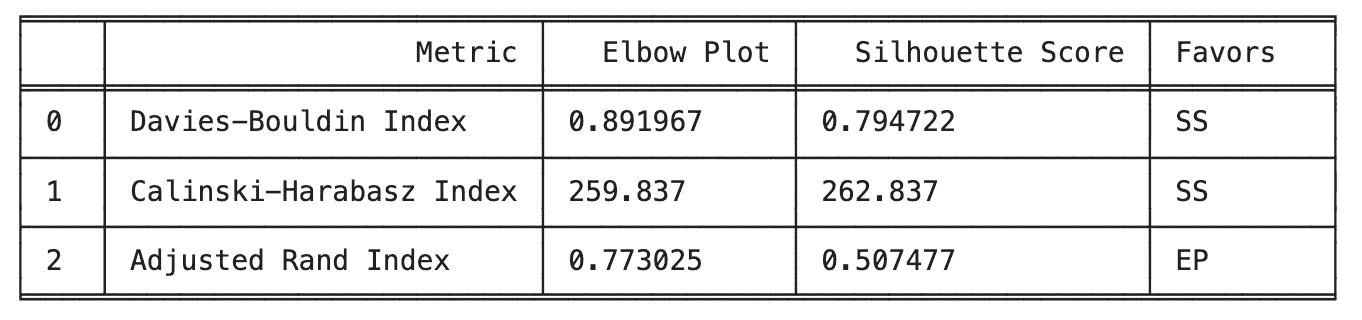 Metric Elbow Plot Silhouette Score Favors
0 Davies-Bouldin Index 0.891967 0.794722 SS
1 Calinski-Harabasz Index 259.837 262.837 SS
2 Adjusted Rand Index 0.773025 0.507477 EP